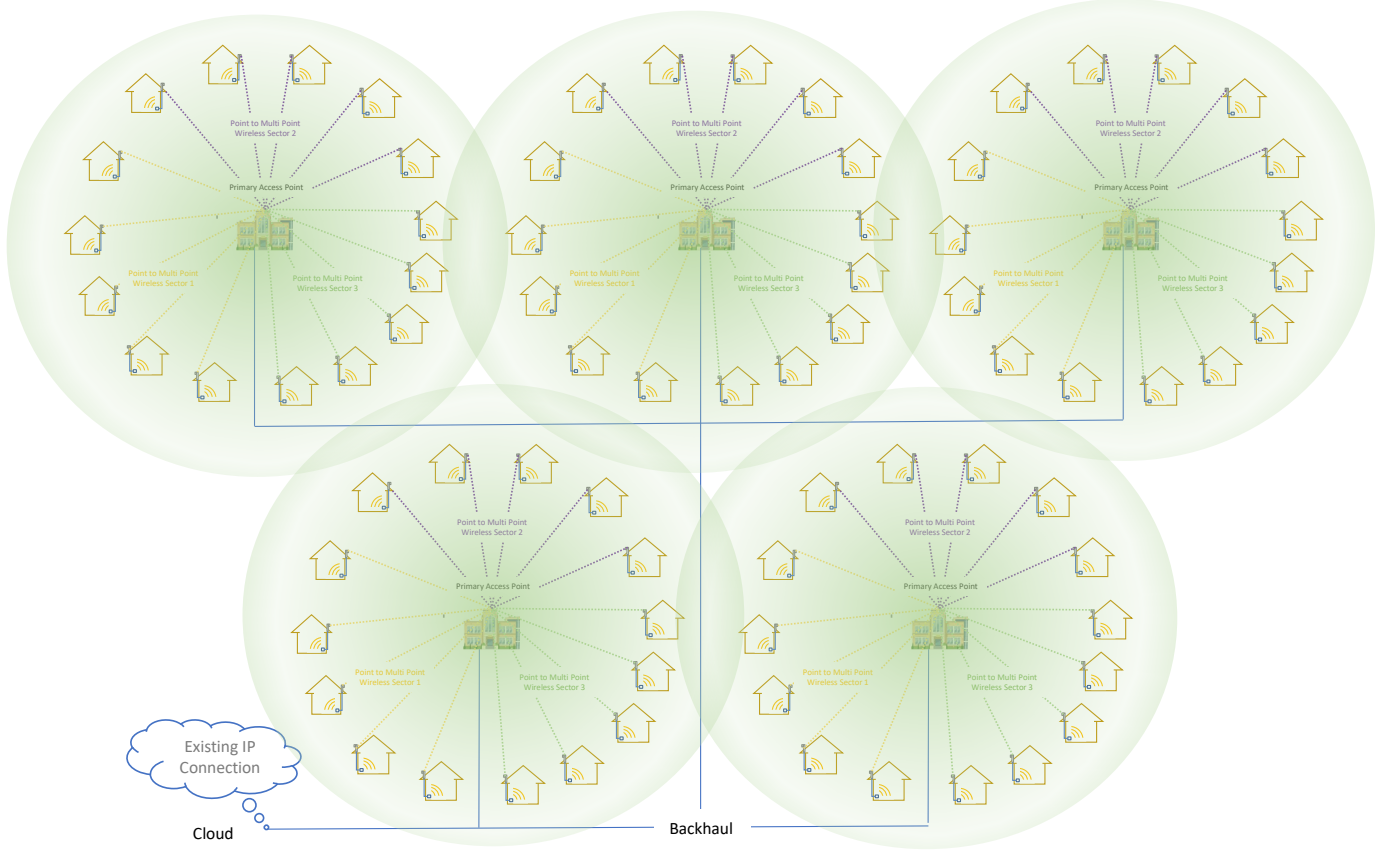 Point to Multi Point
Wireless Sector 2
Primary Access Point
Point to Multi Point
Wireless Sector 1
Point to Multi Point
Wireless Sector 3
Point to Multi Point
Wireless Sector 2
Primary Access Point
Point to Multi Point
Wireless Sector 1
Point to Multi Point
Wireless Sector 3
Point to Multi Point
Wireless Sector 2
Primary Access Point
Point to Multi Point
Wireless Sector 1
Point to Multi Point
Wireless Sector 3
Point to Multi Point
Wireless Sector 2
Primary Access Point
Point to Multi Point
Wireless Sector 1
Point to Multi Point
Wireless Sector 3
Point to Multi Point
Wireless Sector 2
Primary Access Point
Point to Multi Point
Wireless Sector 1
Point to Multi Point
Wireless Sector 3
Existing IP
Connection
Cloud
Backhaul